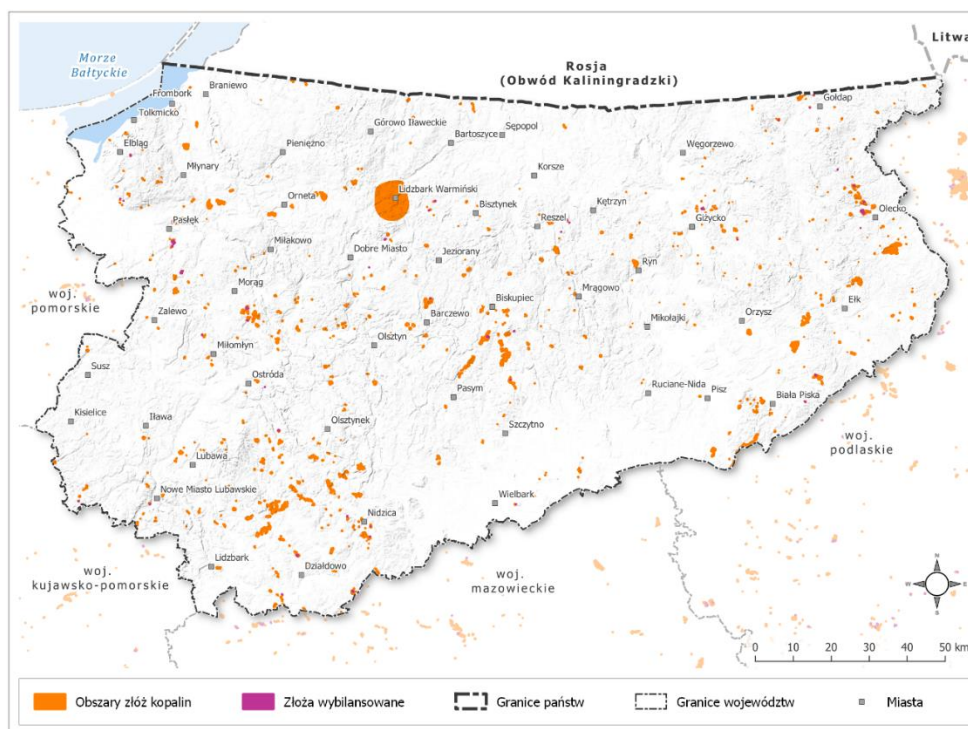 Morze
Bałtyckie
Litwa
Rosja
(Obwód Kaliningradzki)
Braniewo
Frombork
Gołdap
Tolkmicko
Górowo Iławeckie
Sępopol
Bartoszyce
Elbląg
Pieniężno
Węgorzewo
Młynary
Korsze
Lidzbark Warmiński
Orneta
Bisztynek
Kętrzyn
Olecko
Pasłęk
Reszel
Giżycko
Miłakowo
Dobre Miasto
Jeziorany
Ryn
Morąg
Mrągowo
woj.
pomorskie
Biskupiec
Ełk
Zalewo
Barczewo
Mikołajki
Orzysz
Olsztyn
Miłomłyn
Susz
Ostróda
Pasym
Ruciane-Nida
Pisz
Biała Piska
Kisielice
Iława
Olsztynek
Szczytno
woj.
podlaskie
Lubawa
Nowe Miasto Lubawskie
Wielbark
Nidzica
Lidzbark
Działdowo
woj.
kujawsko-pomorskie
woj.
mazowieckie
N
W
E
S
0 10 20 30 40 50 km
Obszary złóż kopalin
Złoża wybilansowane
Granice państw
Granice województw
Miasta